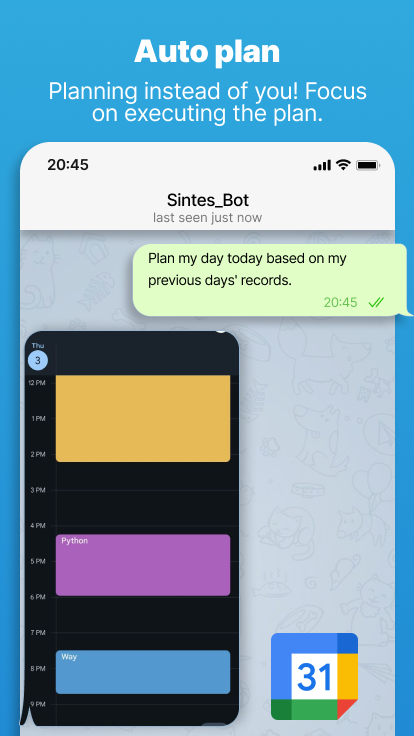 Auto plan
Planning instead of you! Focus
on executing the plan.
20:45
Sintes_Bot
last seen just now
Plan my day today based on my
previous days' records.
20:45
Thu
3
12 PM
1 PM
2 PM
3 PM
4 PM
Python
5 PM
6 PM
7 PM
Way
8 PM
9 PM
31